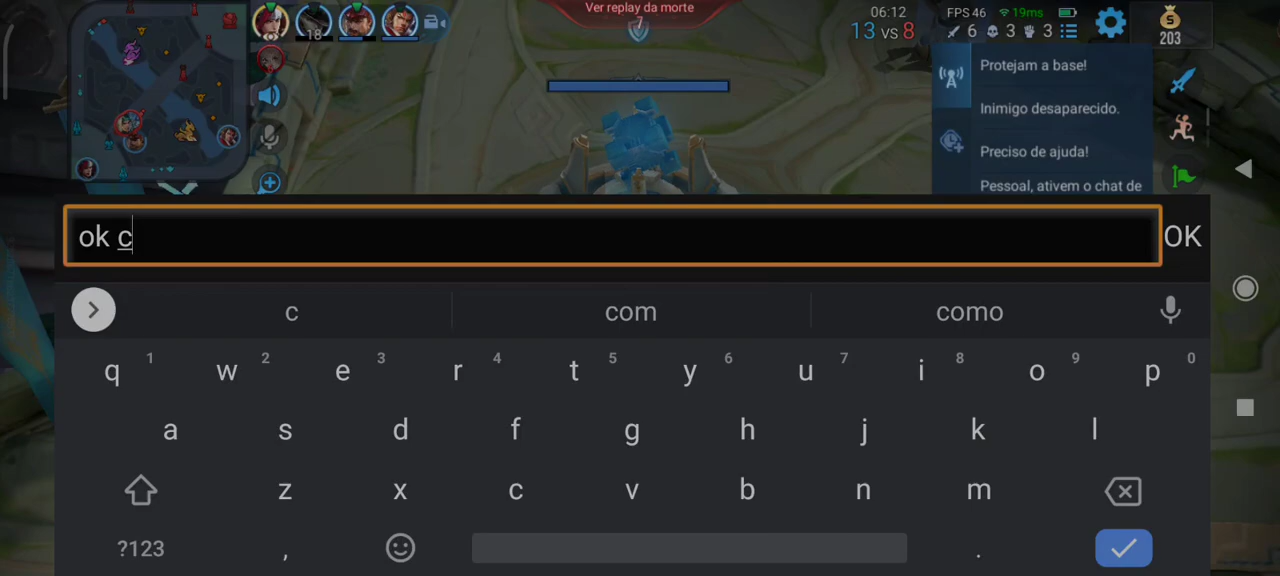 Ver replay da morte
7
18
06:12
13 vs 8
FPS 46
19ms
6 3 3
S
203
Protejam a base!
Inimigo desaparecido.
Preciso de ajuda!
Pessoal, ativem o chat de
ok c
OK
c com como
q 1 w 2 e 3 r 4 t 5 y 6 u 7 i 8 o 9 p 0
a s d f g h j k l
z x c v b n m
?123 , .